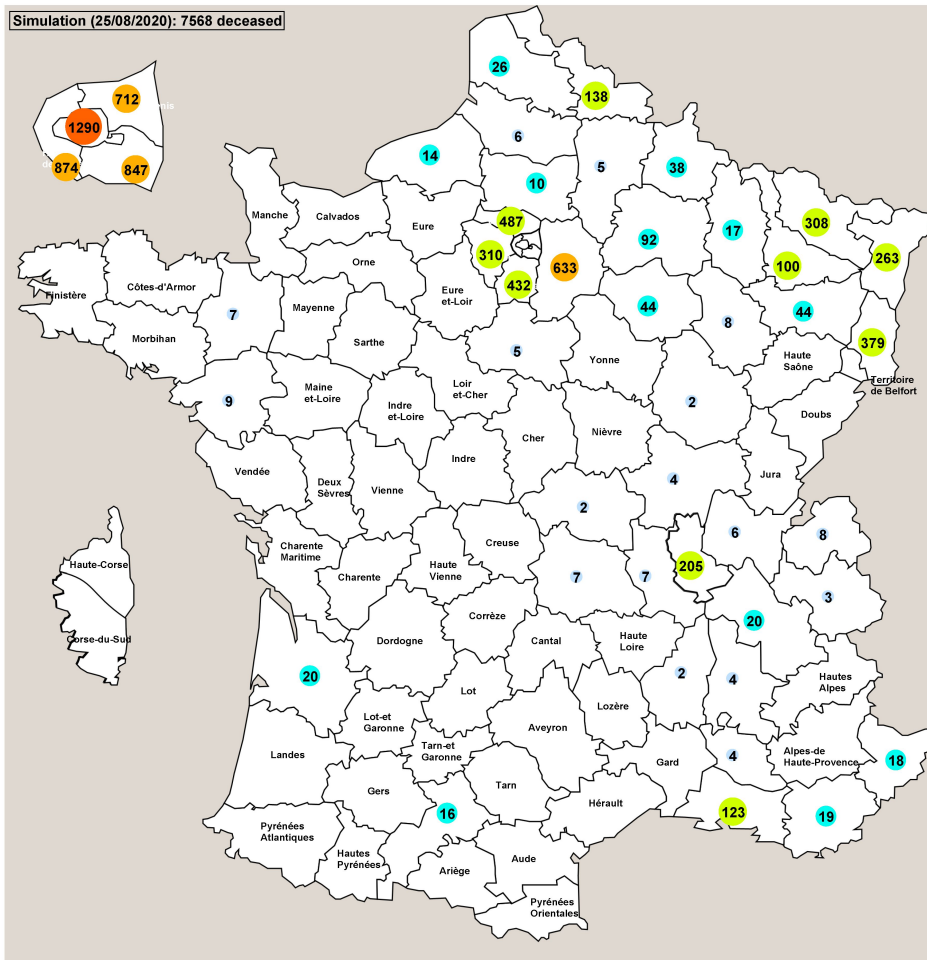 Simulation (25/08/2020): 7568 deceased
26
712
138
nis
1290
6
14
5
38
874
847
10
Manche
Calvados
Eure
487
308
17
92
263
Orne
310
633
100
Côtes-d'Armor
Finistère
432
Eure
et-Loir
44
44
7
Mayenne
8
Morbihan
Sarthe
379
5
Yonne
Haute
Saône
Territoire
de Belfort
Maine
et-Loire
Loir
et-Cher
9
Indre
et-Loire
2
Doubs
Cher
Nièvre
Vendée
Indre
Jura
Deux
Sèvres
Vienne
4
2
6
8
Charente
Maritime
Creuse
Haute
Vienne
205
Haute-Corse
Charente
7
7
3
Corrèze
20
Corse-du-Sud
Dordogne
Cantal
Haute
Loire
20
2
4
Hautes
Alpes
Lot
Lozère
Lot-et
Garonne
Aveyron
Tarn-et
Garonne
Landes
Gard
4
Alpes-de
Haute-Provence
18
Gers
Tarn
Hérault
16
123
19
Pyrénées
Atlantiques
Hautes
Pyrénées
Aude
Ariège
Pyrénées
Orientales